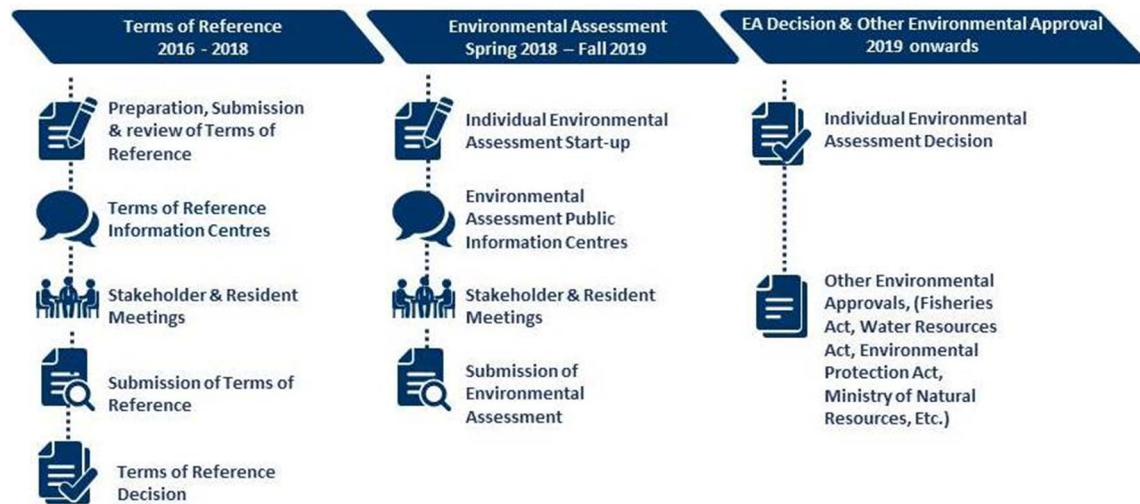 Terms of Reference
2016 - 2018
Preparation, Submission
& review of Terms of
Reference
Terms of Reference
Information Centres
Stakeholder & Resident
Meetings
Submission of Terms of
Reference
Terms of Reference
Decision
Environmental Assessment
Spring 2018 – Fall 2019
Individual Environmental
Assessment Start-up
Environmental
Assessment Public
Information Centres
Stakeholder & Resident
Meetings
Submission of
Environmental
Assessment
EA Decision & Other Environmental Approval
2019 onwards
Individual Environmental
Assessment Decision
Other Environmental
Approvals, (Fisheries
Act, Water Resources
Act, Environmental
Protection Act,
Ministry of Natural
Resources, Etc.)